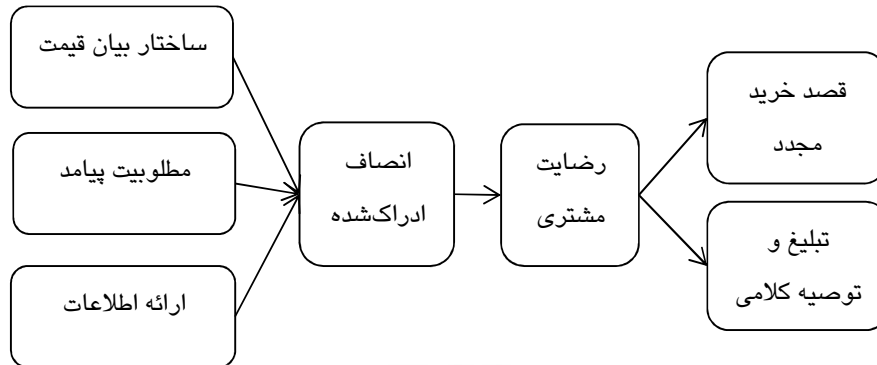 ساختار بیان قیمت
مطلوبیت پیامد
ارائه اطلاعات
انصاف
ادراک‌شده
رضایت
مشتری
قصد خرید
مجدد
تبلیغ و
توصیه کلامی